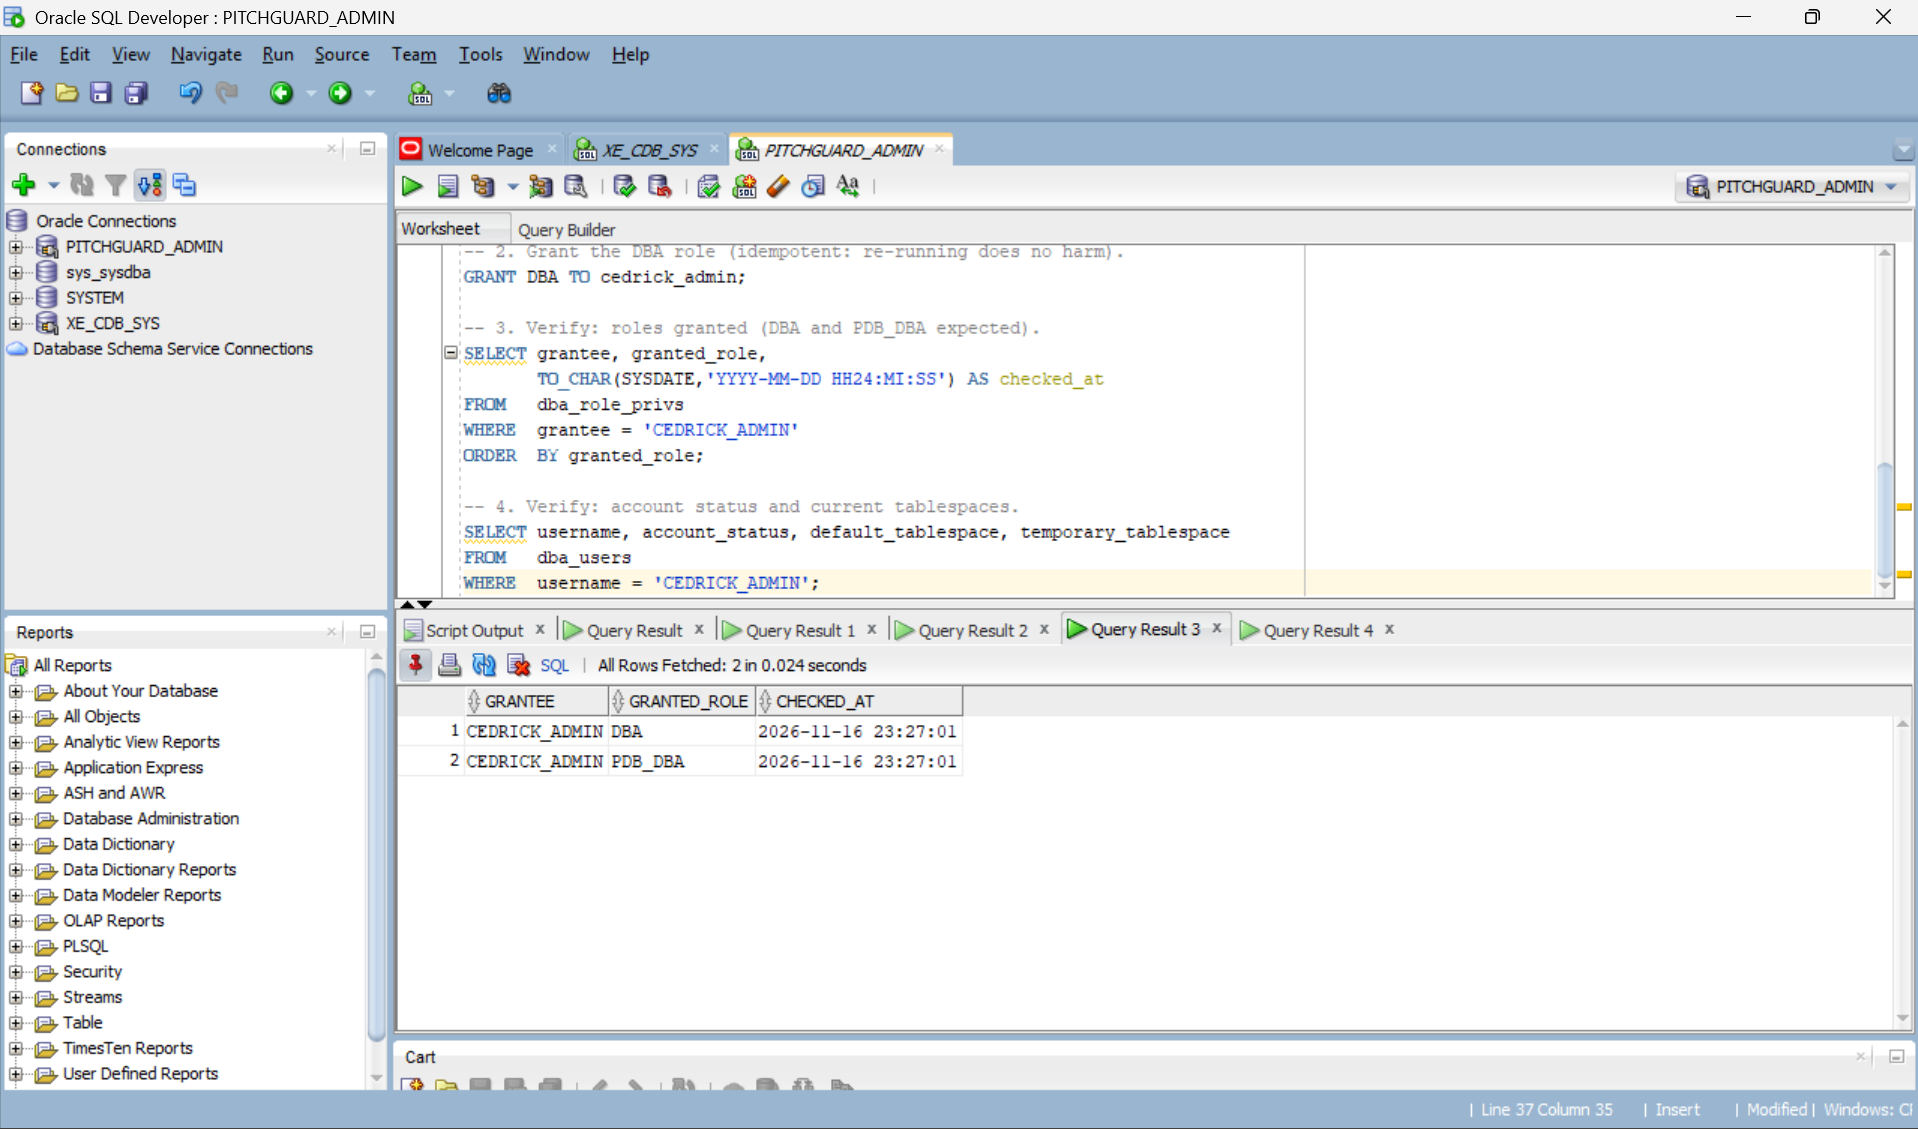 Oracle SQL Developer : PITCHGUARD_ADMIN
File Edit View Navigate Run Source Team Tools Window Help
Connections
Oracle Connections
PITCHGUARD_ADMIN
sys_sysdba
SYSTEM
XE_CDB_SYS
Database Schema Service Connections
Reports
All Reports
About Your Database
All Objects
Analytic View Reports
Application Express
ASH and AWR
Database Administration
Data Dictionary
Data Dictionary Reports
Data Modeler Reports
OLAP Reports
PLSQL
Security
Streams
Table
TimesTen Reports
User Defined Reports
Welcome Page XE_CDB_SYS PITCHGUARD_ADMIN
PITCHGUARD_ADMIN
Worksheet Query Builder
-- 2. Grant the DBA role (idempotent: re-running does no harm).
GRANT DBA TO cedrick_admin;
-- 3. Verify: roles granted (DBA and PDB_DBA expected).
SELECT grantee, granted_role,
TO_CHAR(SYSDATE,'YYYY-MM-DD HH24:MI:SS') AS checked_at
FROM dba_role_privs
WHERE grantee = 'CEDRICK_ADMIN'
ORDER BY granted_role;
-- 4. Verify: account status and current tablespaces.
SELECT username, account_status, default_tablespace, temporary_tablespace
FROM dba_users
WHERE username = 'CEDRICK_ADMIN';
Script Output Query Result Query Result 1 Query Result 2 Query Result 3 Query Result 4
SQL All Rows Fetched: 2 in 0.024 seconds
GRANTEE GRANTED_ROLE CHECKED_AT
1 CEDRICK_ADMIN DBA 2026-11-16 23:27:01
2 CEDRICK_ADMIN PDB_DBA 2026-11-16 23:27:01
Cart
Line 37 Column 35 Insert Modified Windows: